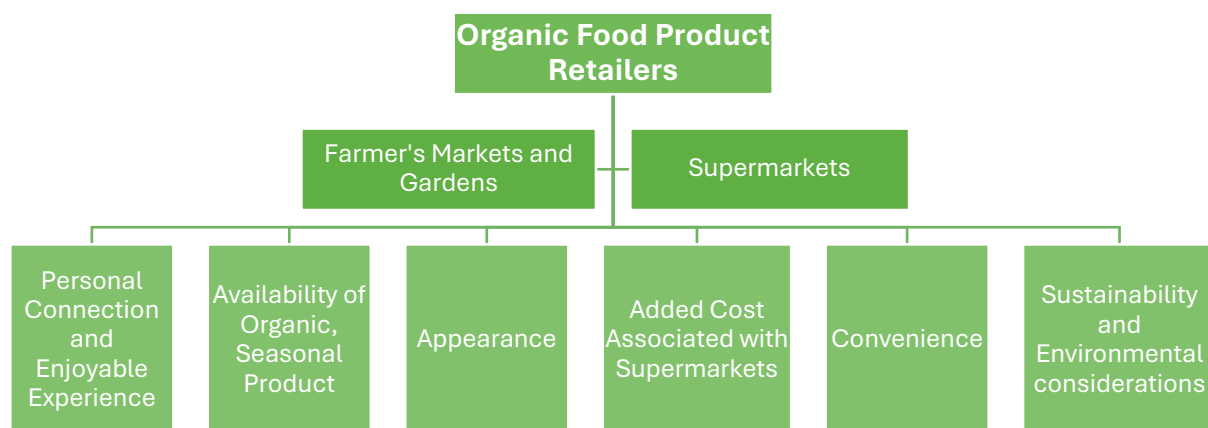 Organic Food Product
Retailers
Farmer's Markets and
Gardens
Supermarkets
Personal
Connection
and
Enjoyable
Experience
Availability of
Organic,
Seasonal
Product
Appearance
Added Cost
Associated with
Supermarkets
Convenience
Sustainability
and
Environmental
considerations